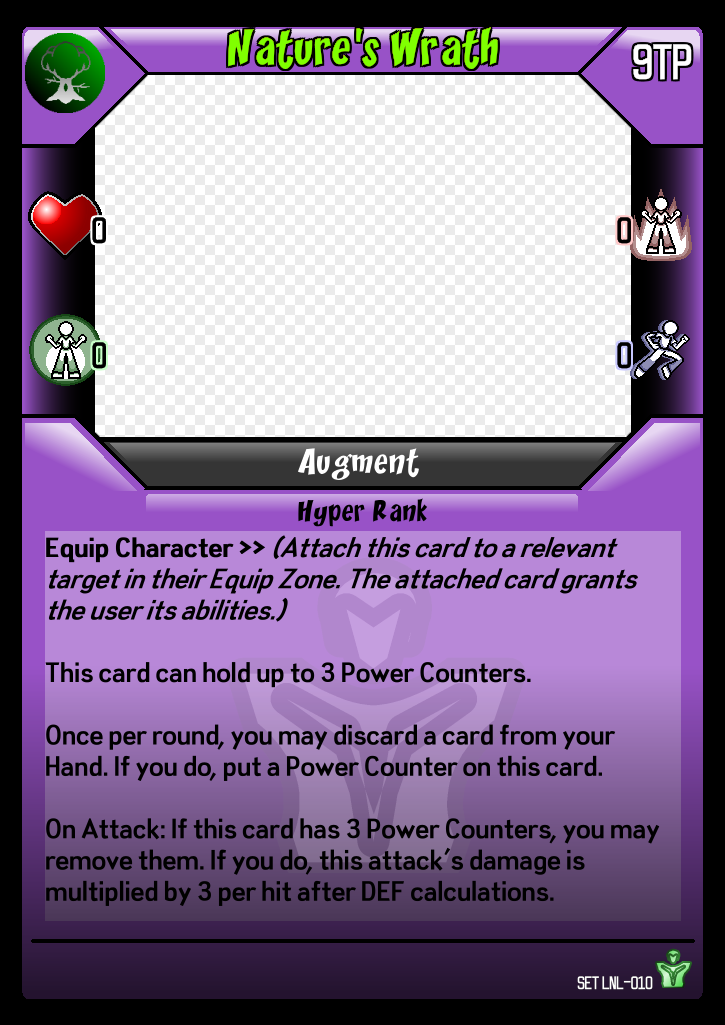 Nature's Wrath
9TP
0
0
0
0
Augment
Hyper Rank
Equip Character >> (Attach this card to a relevant
target in their Equip Zone. The attached card grants
the user its abilities.)
This card can hold up to 3 Power Counters.
Once per round, you may discard a card from your
Hand. If you do, put a Power Counter on this card.
On Attack: If this card has 3 Power Counters, you may
remove them. If you do, this attack's damage is
multiplied by 3 per hit after DEF calculations.
SET LNL-010